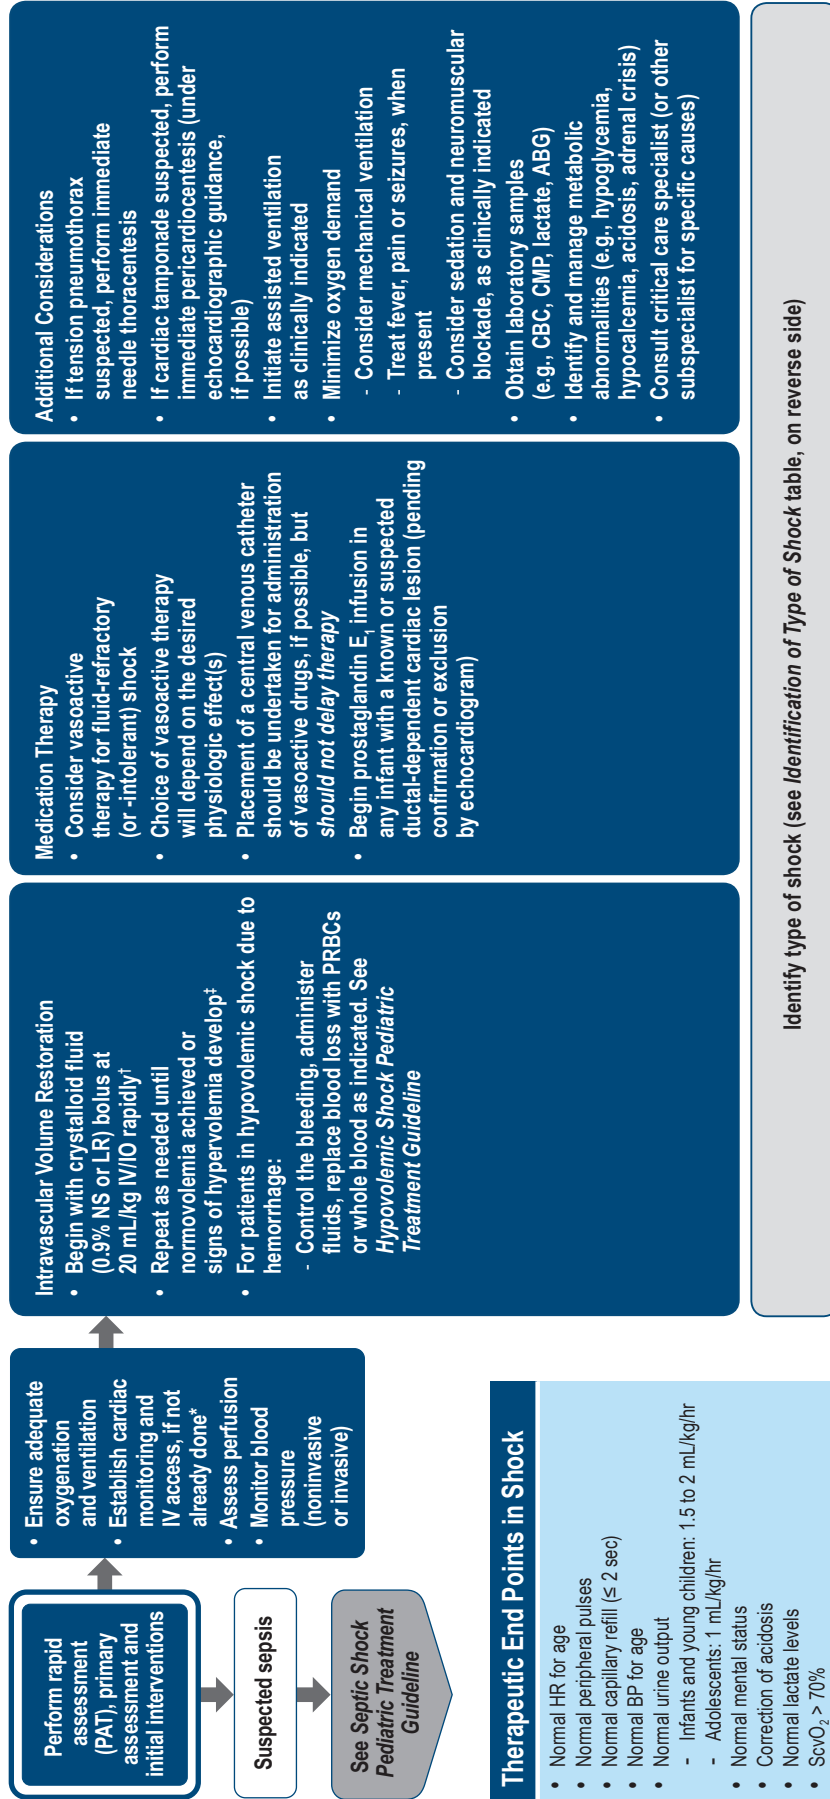 Perform rapid
assessment
(PAT), primary
assessment and
initial interventions
Suspected sepsis
See Septic Shock
Pediatric Treatment
Guideline
• Ensure adequate
oxygenation
and ventilation
• Establish cardiac
monitoring and
IV access, if not
already done*
• Assess perfusion
• Monitor blood
pressure
(noninvasive
or invasive)
Intravascular Volume Restoration
• Begin with crystalloid fluid
(0.9% NS or LR) bolus at
20 mL/kg IV/IO rapidly†
• Repeat as needed until
normovolemia achieved or
signs of hypervolemia develop‡
• For patients in hypovolemic shock due to
hemorrhage:
- Control the bleeding, administer
fluids, replace blood loss with PRBCs
or whole blood as indicated. See
Hypovolemic Shock Pediatric
Treatment Guideline
Medication Therapy
• Consider vasoactive
therapy for fluid-refractory
(or -intolerant) shock
• Choice of vasoactive therapy
will depend on the desired
physiologic effect(s)
• Placement of a central venous catheter
should be undertaken for administration
of vasoactive drugs, if possible, but
should not delay therapy
• Begin prostaglandin E₁ infusion in
any infant with a known or suspected
ductal-dependent cardiac lesion (pending
confirmation or exclusion
by echocardiogram)
Additional Considerations
• If tension pneumothorax
suspected, perform immediate
needle thoracentesis
• If cardiac tamponade suspected, perform
immediate pericardiocentesis (under
echocardiographic guidance,
if possible)
• Initiate assisted ventilation
as clinically indicated
• Minimize oxygen demand
- Consider mechanical ventilation
- Treat fever, pain or seizures, when
present
- Consider sedation and neuromuscular
blockade, as clinically indicated
• Obtain laboratory samples
(e.g., CBC, CMP, lactate, ABG)
• Identify and manage metabolic
abnormalities (e.g., hypoglycemia,
hypocalcemia, acidosis, adrenal crisis)
• Consult critical care specialist (or other
subspecialist for specific causes)
Therapeutic End Points in Shock
• Normal HR for age
• Normal peripheral pulses
• Normal capillary refill (≤ 2 sec)
• Normal BP for age
• Normal urine output
- Infants and young children: 1.5 to 2 mL/kg/hr
- Adolescents: 1 mL/kg/hr
• Normal mental status
• Correction of acidosis
• Normal lactate levels
• ScvO₂ > 70%
Identify type of shock (see Identification of Type of Shock table, on reverse side)